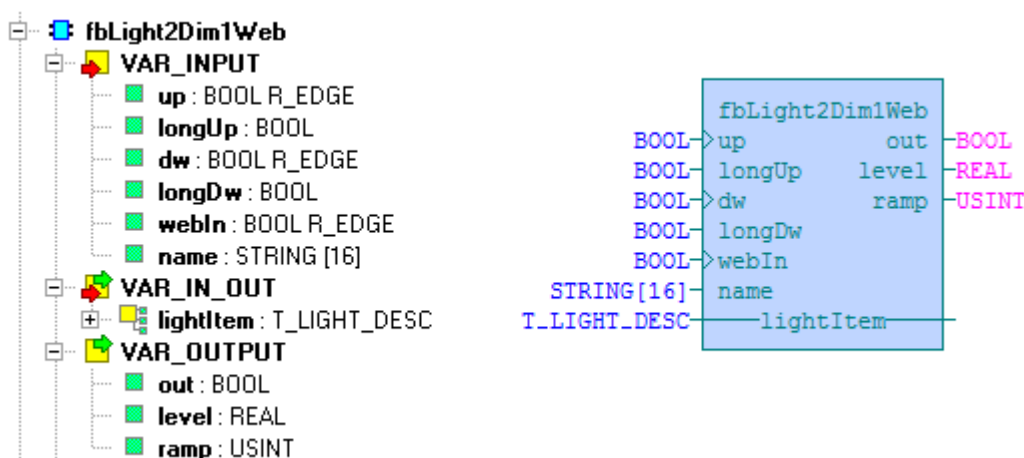 fbLight2Dim1Web
VAR_INPUT
up : BOOL R_EDGE
longUp : BOOL
dw : BOOL R_EDGE
longDw : BOOL
webIn : BOOL R_EDGE
name : STRING [16]
VAR_IN_OUT
lightItem : T_LIGHT_DESC
VAR_OUTPUT
out : BOOL
level : REAL
ramp : USINT
fbLight2Dim1Web
BOOL up out BOOL
BOOL longUp level REAL
BOOL dw ramp USINT
BOOL longDw
BOOL webIn
STRING[16] name
T_LIGHT_DESC lightItem